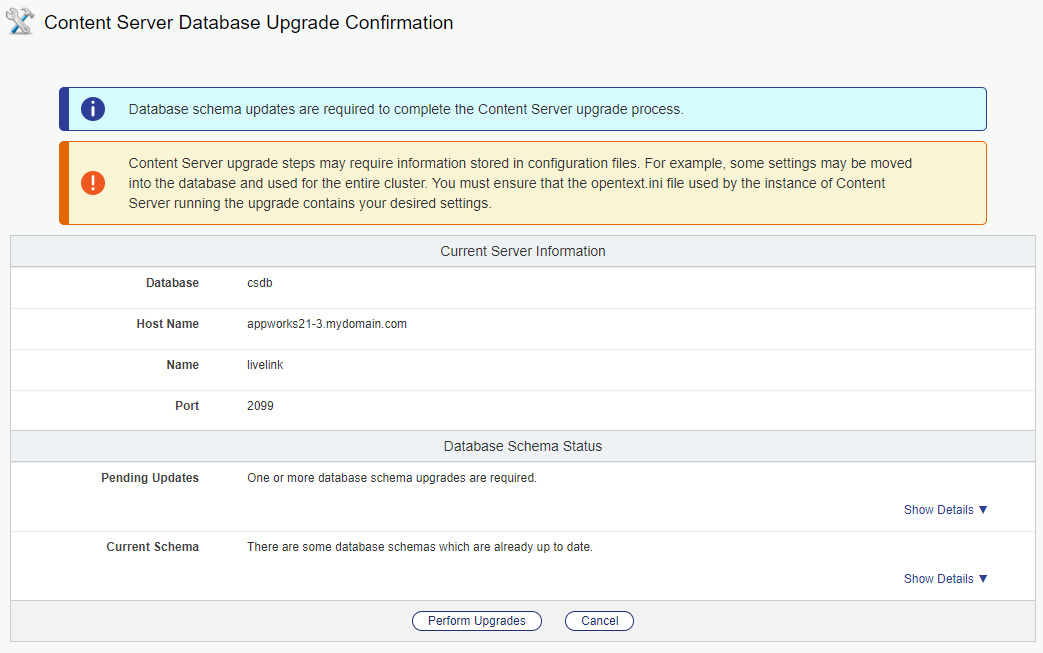 Content Server Database Upgrade Confirmation
Database schema updates are required to complete the Content Server upgrade process.
Content Server upgrade steps may require information stored in configuration files. For example, some settings may be moved
into the database and used for the entire cluster. You must ensure that the opentext.ini file used by the instance of Content
Server running the upgrade contains your desired settings.
Current Server Information
Database csdb
Host Name appworks21-3.mydomain.com
Name livelink
Port 2099
Database Schema Status
Pending Updates One or more database schema upgrades are required.
Show Details ▼
Current Schema There are some database schemas which are already up to date.
Show Details ▼
Perform Upgrades Cancel